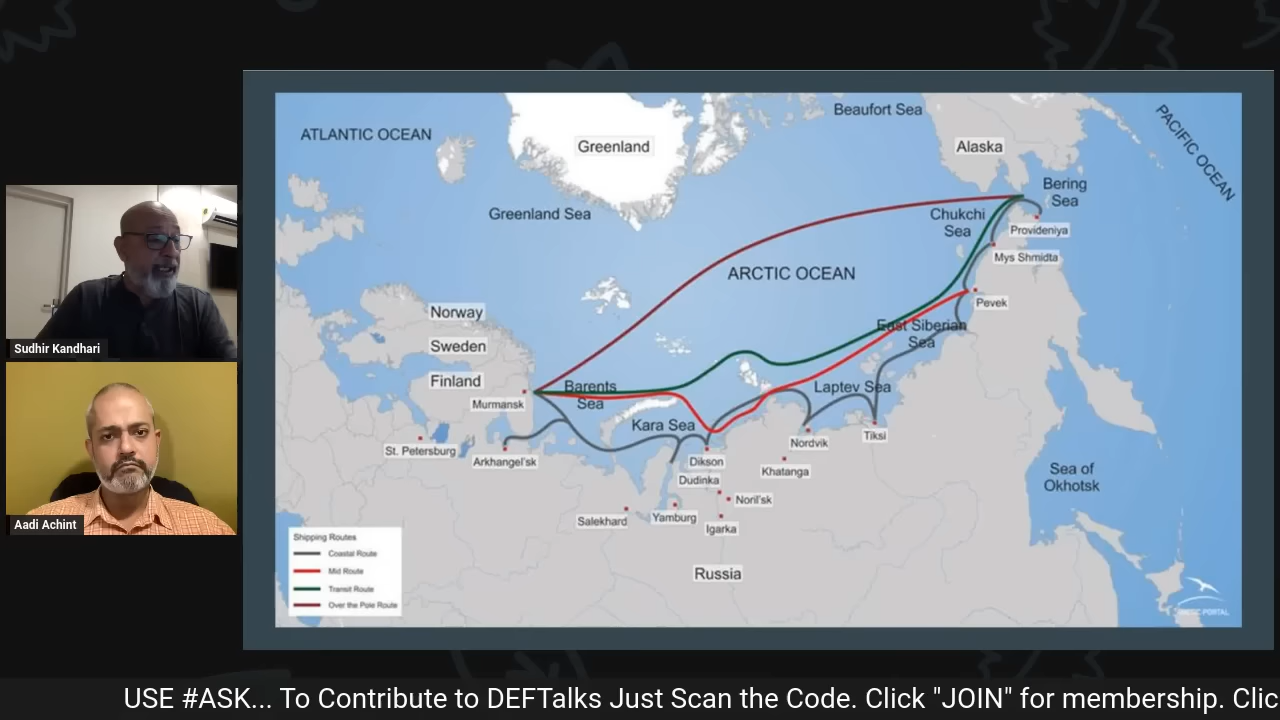 Sudhir Kandhari
Aadi Achint
ATLANTIC OCEAN
Greenland
Beaufort Sea
Alaska
PACIFIC OCEAN
Greenland Sea
Chukchi
Sea
Bering
Sea
Provideniya
Mys Shmidta
ARCTIC OCEAN
Pevek
Norway
Sweden
Finland
East Siberian
Sea
Murmansk
Barents
Sea
Laptev Sea
Kara Sea
St. Petersburg
Arkhangel'sk
Dikson
Nordvik
Tiksi
Khatanga
Dudinka
Noril'sk
Salekhard
Yamburg
Igarka
Sea of
Okhotsk
Russia
Shipping Routes
Coastal Route
Mid Route
Transit Route
Over the Pole Route
ARCTIC PORTAL
USE #ASK... To Contribute to DEFTalks Just Scan the Code. Click "JOIN" for membership. Clic